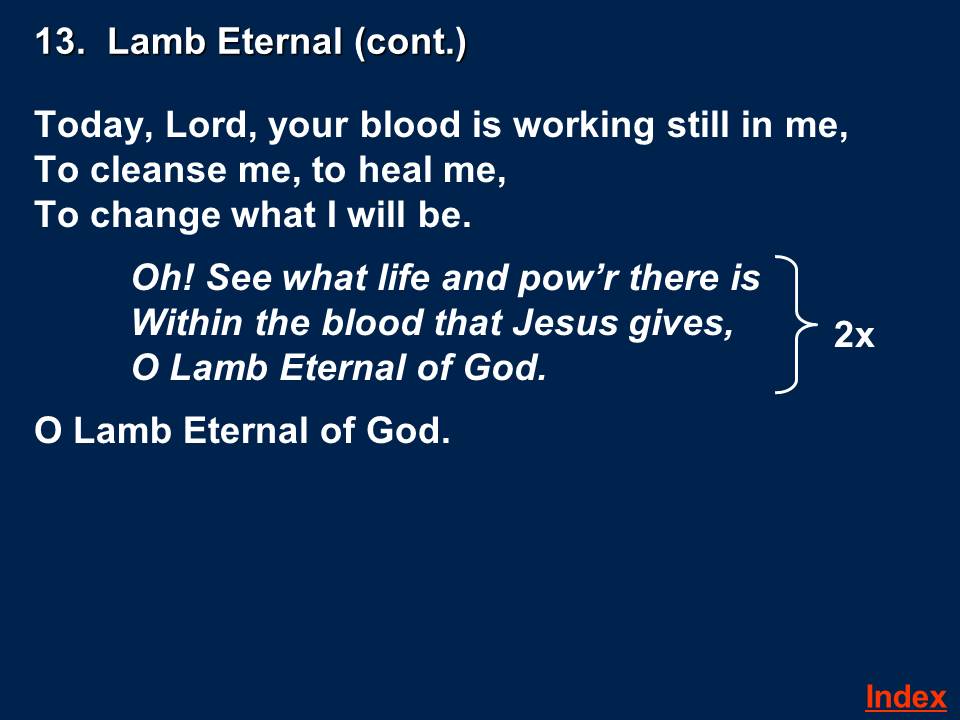 13. Lamb Eternal (cont.)
Today, Lord, your blood is working still in me,
To cleanse me, to heal me,
To change what I will be.
Oh! See what life and pow’r there is
Within the blood that Jesus gives,
O Lamb Eternal of God.
2x
O Lamb Eternal of God.
Index